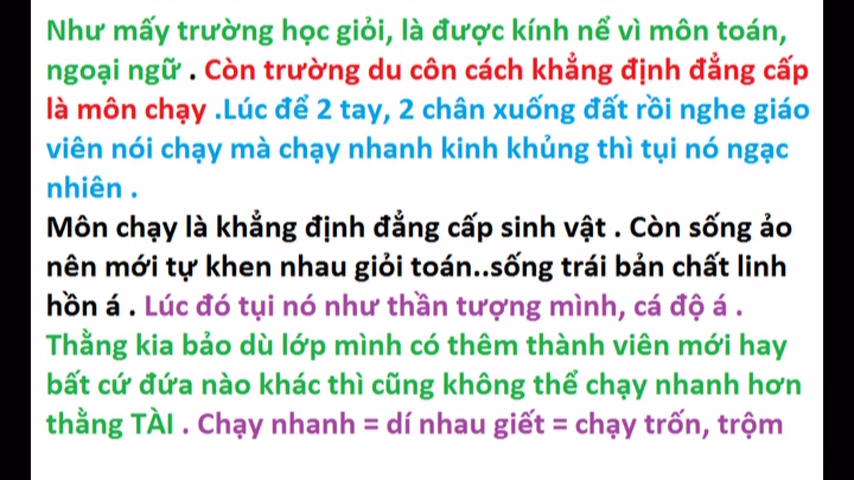 Như mấy trường học giỏi, là được kính nể vì môn toán,
ngoại ngữ . Còn trường du côn cách khẳng định đẳng cấp
là môn chạy .Lúc để 2 tay, 2 chân xuống đất rồi nghe giáo
viên nói chạy mà chạy nhanh kinh khủng thì tụi nó ngạc
nhiên .
Môn chạy là khẳng định đẳng cấp sinh vật . Còn sống ảo
nên mới tự khen nhau giỏi toán..sống trái bản chất linh
hồn á . Lúc đó tụi nó như thần tượng mình, cá độ á .
Thằng kia bảo dù lớp mình có thêm thành viên mới hay
bất cứ đứa nào khác thì cũng không thể chạy nhanh hơn
thằng TÀI . Chạy nhanh = dí nhau giết = chạy trốn, trộm